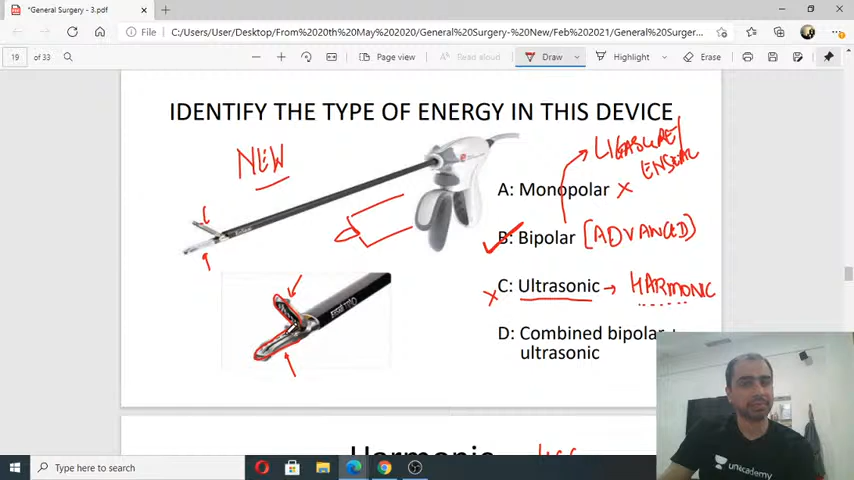 *General Surgery - 3.pdf
File
C:/Users/User/Desktop/From%2020th%20May%202020/General%20Surgery-%20New/Feb%202021/General%20Surger...
19 of 33
Page view
Read aloud
Draw
Highlight
Erase
IDENTIFY THE TYPE OF ENERGY IN THIS DEVICE
NEW
LIGASURE/
ENSEAL
A: Monopolar
B: Bipolar [ADVANCED]
C: Ultrasonic → HARMONIC
D: Combined bipolar +
ultrasonic
unacademy
Harmonic
Type here to search